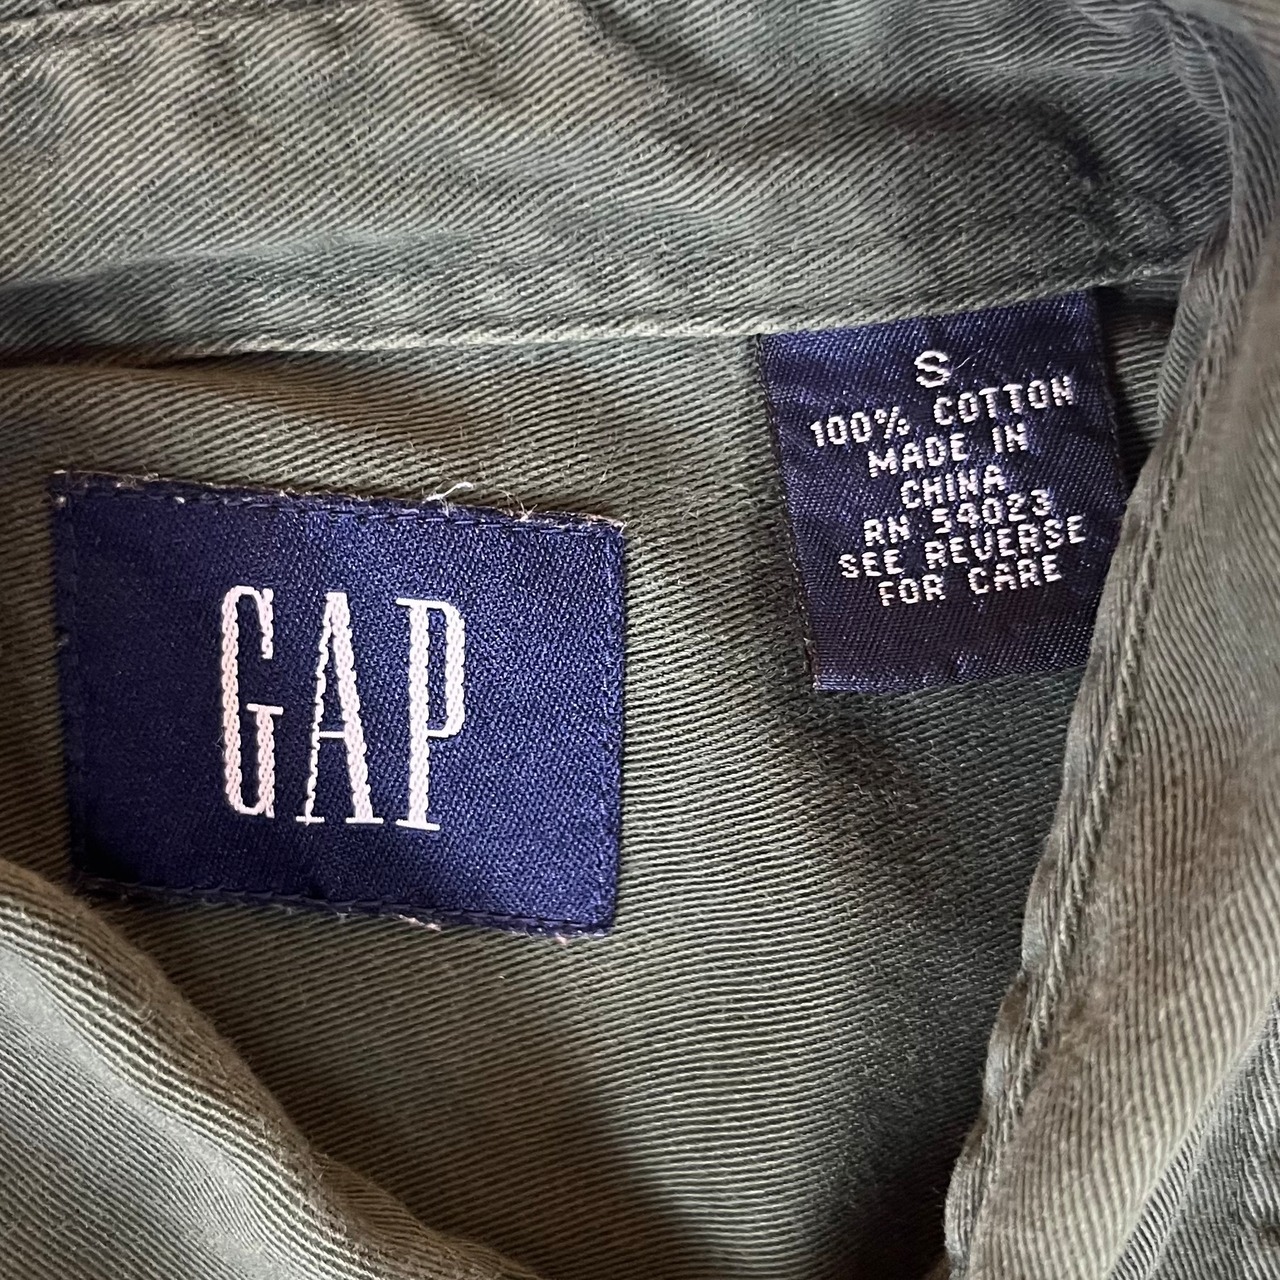 GAP
S
100% COTTON
MADE IN
CHINA
RN 54023
SEE REVERSE
FOR CARE